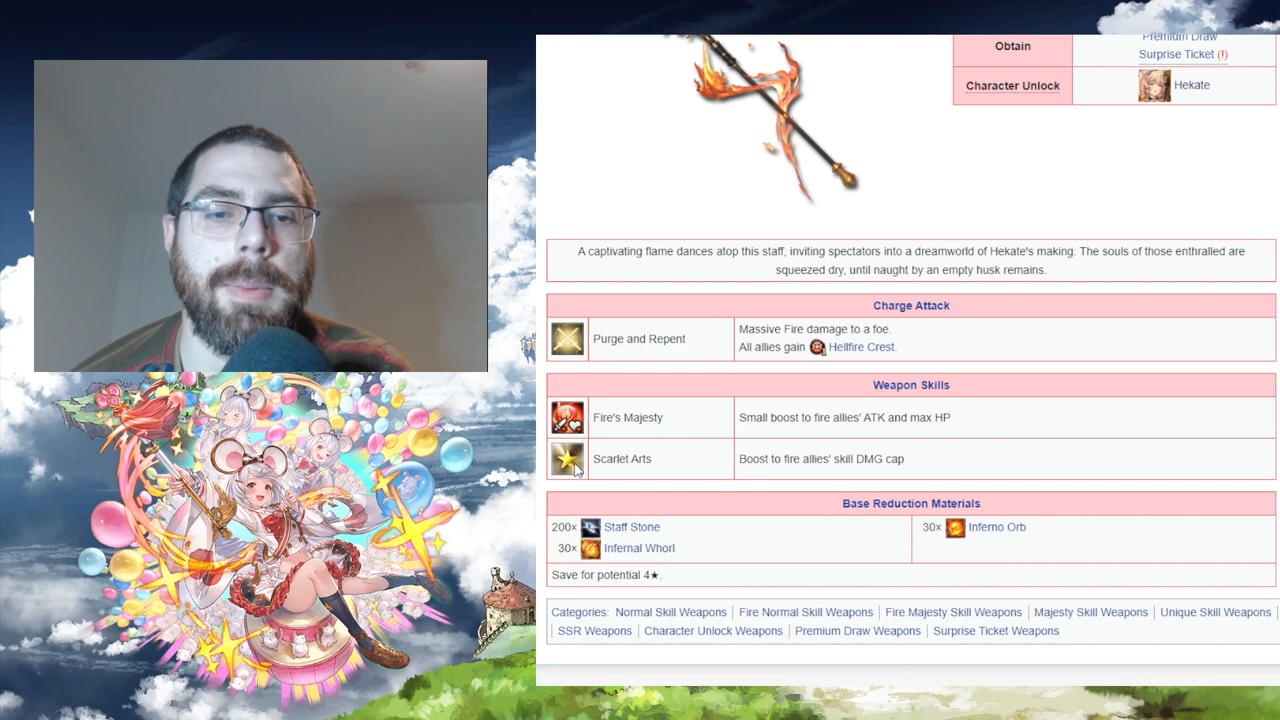 Premium Draw
Obtain
Surprise Ticket (!)
Character Unlock
Hekate
A captivating flame dances atop this staff, inviting spectators into a dreamworld of Hekate's making. The souls of those enthralled are
squeezed dry, until naught by an empty husk remains.
Charge Attack
Purge and Repent
Massive Fire damage to a foe.
All allies gain Hellfire Crest.
Weapon Skills
Fire's Majesty
Small boost to fire allies' ATK and max HP
Scarlet Arts
Boost to fire allies' skill DMG cap
Base Reduction Materials
200× Staff Stone
30× Inferno Orb
30× Infernal Whorl
Save for potential 4★.
Categories: Normal Skill Weapons | Fire Normal Skill Weapons | Fire Majesty Skill Weapons | Majesty Skill Weapons | Unique Skill Weapons |
| SSR Weapons | Character Unlock Weapons | Premium Draw Weapons | Surprise Ticket Weapons